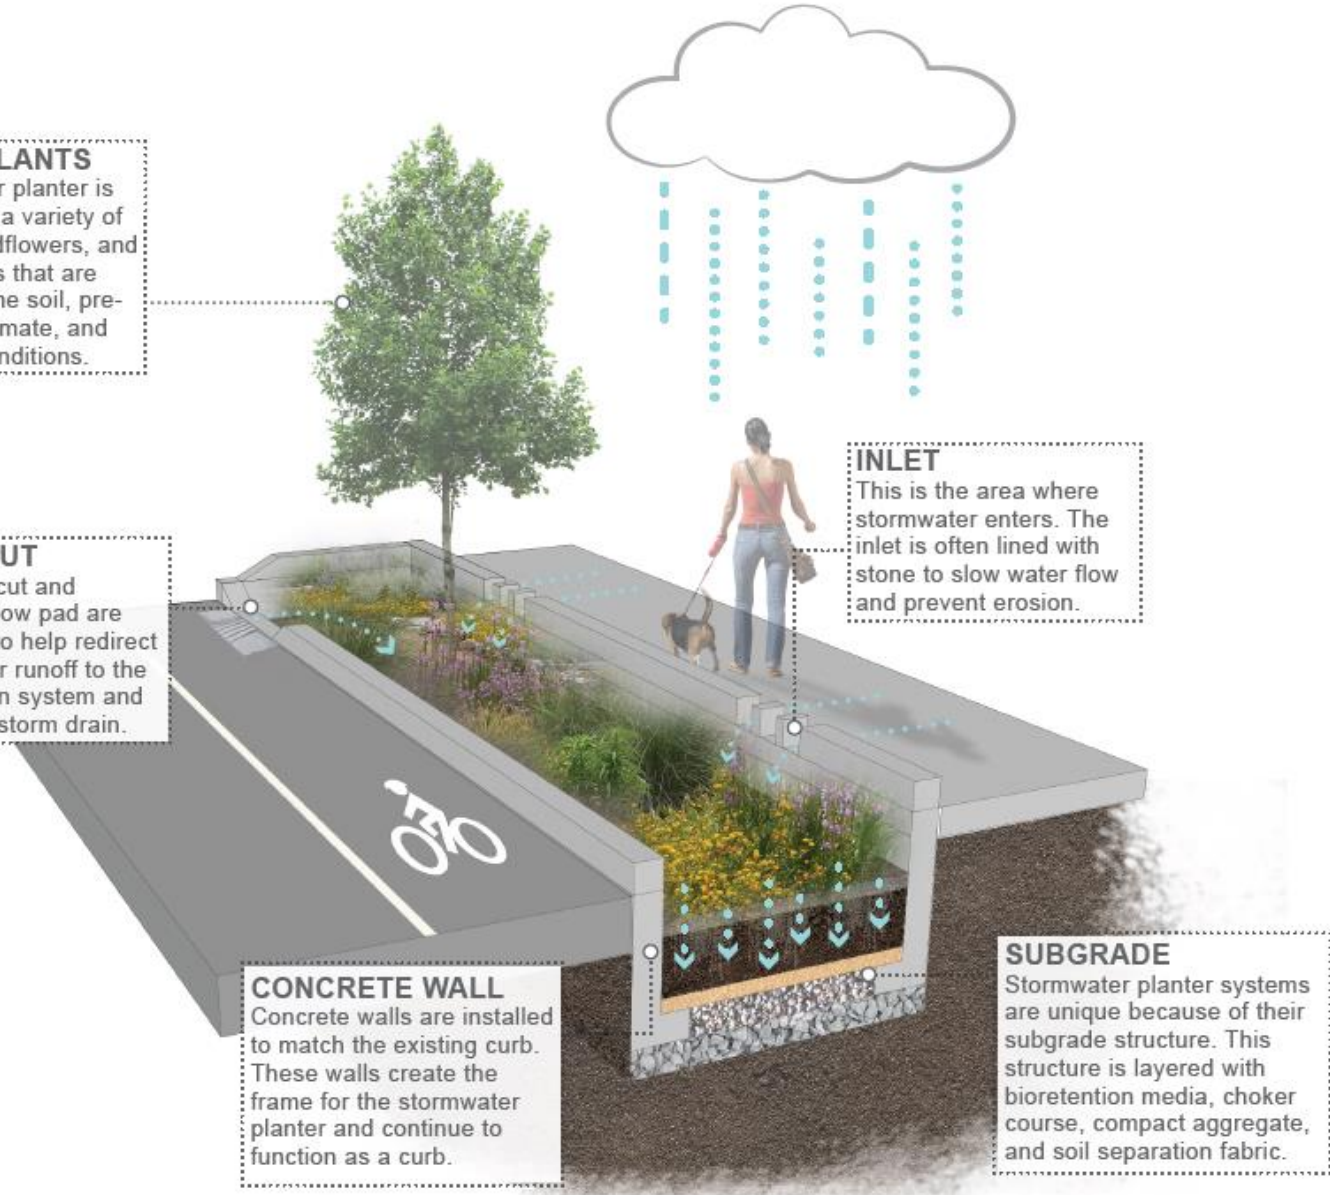 LANTS
r planter is
a variety of
dflowers, and
s that are
ne soil, pre-
mate, and
nditions.
INLET
This is the area where
stormwater enters. The
inlet is often lined with
stone to slow water flow
and prevent erosion.
UT
cut and
ow pad are
o help redirect
r runoff to the
n system and
storm drain.
CONCRETE WALL
Concrete walls are installed
to match the existing curb.
These walls create the
frame for the stormwater
planter and continue to
function as a curb.
SUBGRADE
Stormwater planter systems
are unique because of their
subgrade structure. This
structure is layered with
bioretention media, choker
course, compact aggregate,
and soil separation fabric.